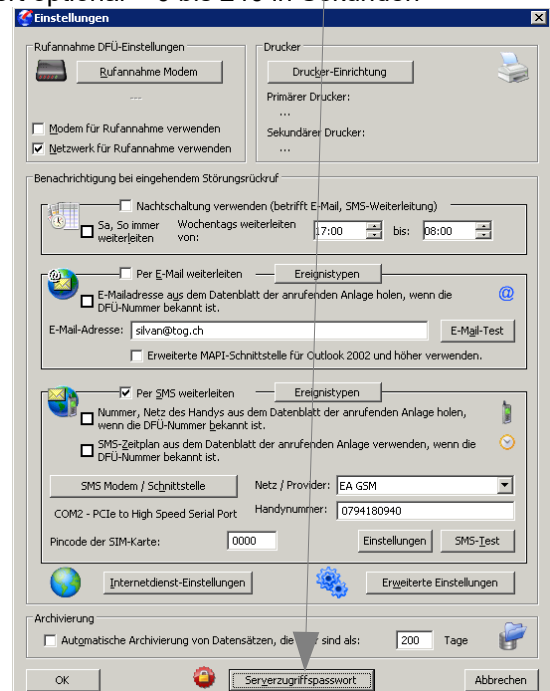 optional 0 bis 240 in Sekunden
Einstellungen
Rufannahme DFÜ-Einstellungen
Rufannahme Modem
---
Modem für Rufannahme verwenden
Netzwerk für Rufannahme verwenden
Drucker
Drucker-Einrichtung
Primärer Drucker:
...
Sekundärer Drucker:
...
Benachrichtigung bei eingehendem Störungsrückruf
Nachtschaltung verwenden (betrifft E-Mail, SMS-Weiterleitung)
Sa, So immer
weiterleiten
Wochentags weiterleiten
von:
17:00
bis:
08:00
Per E-Mail weiterleiten
Ereignistypen
E-Mailadresse aus dem Datenblatt der anrufenden Anlage holen, wenn die
DFÜ-Nummer bekannt ist.
@
E-Mail-Adresse:
silvan@tog.ch
E-Mail-Test
Erweiterte MAPI-Schnittstelle für Outlook 2002 und höher verwenden.
Per SMS weiterleiten
Ereignistypen
Nummer, Netz des Handys aus dem Datenblatt der anrufenden Anlage holen,
wenn die DFÜ-Nummer bekannt ist.
SMS-Zeitplan aus dem Datenblatt der anrufenden Anlage verwenden, wenn die
DFÜ-Nummer bekannt ist.
SMS Modem / Schnittstelle
Netz / Provider:
EA GSM
COM2 - PCIe to High Speed Serial Port
Handynummer:
0794180940
Pincode der SIM-Karte:
0000
Einstellungen
SMS-Test
Internetdienst-Einstellungen
Erweiterte Einstellungen
Archivierung
Automatische Archivierung von Datensätzen, die sind als:
200
Tage
OK
Serverzugriffspasswort
Abbrechen